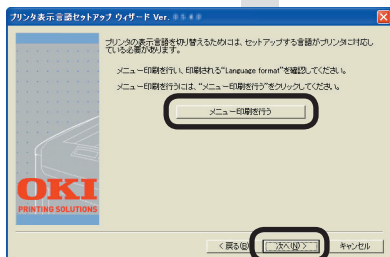 プリンタ表示言語セットアップ ウィザード Ver.
プリンタの表示言語を切り替えるためには、セットアップする言語がプリンタに対応し
ている必要があります。
メニュー印刷を行い、印刷される"Language format"を確認してください。
メニュー印刷を行うには、"メニュー印刷を行う"をクリックしてください。
メニュー印刷を行う
OKI
PRINTING SOLUTIONS
< 戻る(B)
次へ(N) >
キャンセル